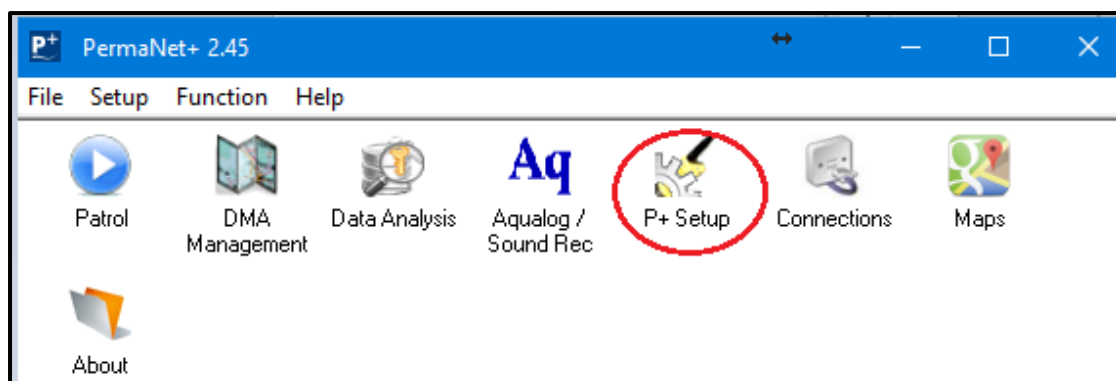 P+ PermaNet+ 2.45
File Setup Function Help
Patrol DMA Management Data Analysis Aqualog / Sound Rec Aq P+ Setup Connections Maps
About